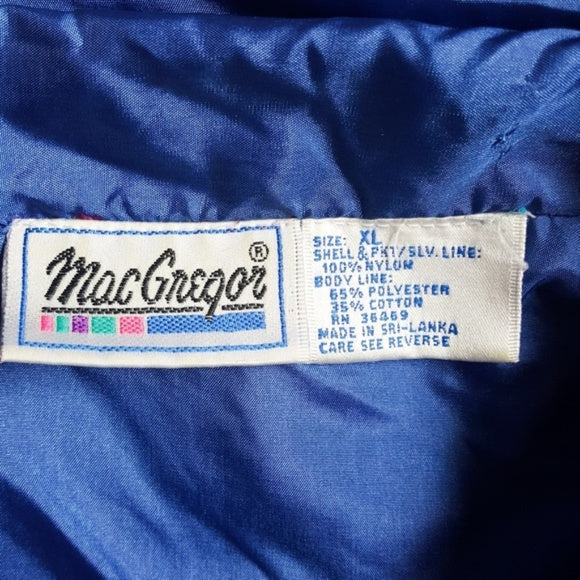 MacGregor®
SIZE: XL
SHELL & PKT/SLV. LINE:
100% NYLON
BODY LINE:
65% POLYESTER
35% COTTON
RN 36469
MADE IN SRI-LANKA
CARE SEE REVERSE